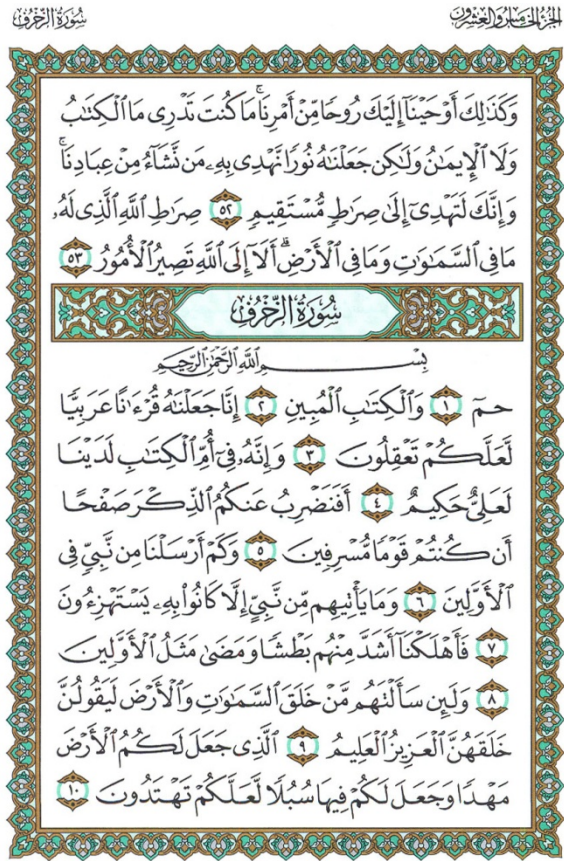 الجزء الخامس والعشرون
سورة الزخرف
وَكَذَٰلِكَ أَوْحَيْنَآ إِلَيْكَ رُوحًا مِّنْ أَمْرِنَا ۚ مَا كُنتَ تَدْرِى مَا ٱلْكِتَٰبُ
وَلَا ٱلْإِيمَٰنُ وَلَٰكِن جَعَلْنَٰهُ نُورًا نَّهْدِى بِهِۦ مَن نَّشَآءُ مِنْ عِبَادِنَا ۚ
وَإِنَّكَ لَتَهْدِىٓ إِلَىٰ صِرَٰطٍ مُّسْتَقِيمٍ ٥٢ صِرَٰطِ ٱللَّهِ ٱلَّذِى لَهُۥ
مَا فِى ٱلسَّمَٰوَٰتِ وَمَا فِى ٱلْأَرْضِ ۗ أَلَآ إِلَى ٱللَّهِ تَصِيرُ ٱلْأُمُورُ ٥٣
سُورَةُ الزُّخْرُفِ
بِسْمِ ٱللَّهِ ٱلرَّحْمَٰنِ ٱلرَّحِيمِ
حمٓ ١ وَٱلْكِتَٰبِ ٱلْمُبِينِ ٢ إِنَّا جَعَلْنَٰهُ قُرْءَٰنًا عَرَبِيًّا
لَّعَلَّكُمْ تَعْقِلُونَ ٣ وَإِنَّهُۥ فِىٓ أُمِّ ٱلْكِتَٰبِ لَدَيْنَا
لَعَلِىٌّ حَكِيمٌ ٤ أَفَنَضْرِبُ عَنكُمُ ٱلذِّكْرَ صَفْحًا
أَن كُنتُمْ قَوْمًا مُّسْرِفِينَ ٥ وَكَمْ أَرْسَلْنَا مِن نَّبِىٍّ فِى
ٱلْأَوَّلِينَ ٦ وَمَا يَأْتِيهِم مِّن نَّبِىٍّ إِلَّا كَانُوا۟ بِهِۦ يَسْتَهْزِءُونَ
٧ فَأَهْلَكْنَآ أَشَدَّ مِنْهُم بَطْشًا وَمَضَىٰ مَثَلُ ٱلْأَوَّلِينَ
٨ وَلَئِن سَأَلْتَهُم مَّنْ خَلَقَ ٱلسَّمَٰوَٰتِ وَٱلْأَرْضَ لَيَقُولُنَّ
خَلَقَهُنَّ ٱلْعَزِيزُ ٱلْعَلِيمُ ٩ ٱلَّذِى جَعَلَ لَكُمُ ٱلْأَرْضَ
مَهْدًا وَجَعَلَ لَكُمْ فِيهَا سُبُلًا لَّعَلَّكُمْ تَهْتَدُونَ ١٠